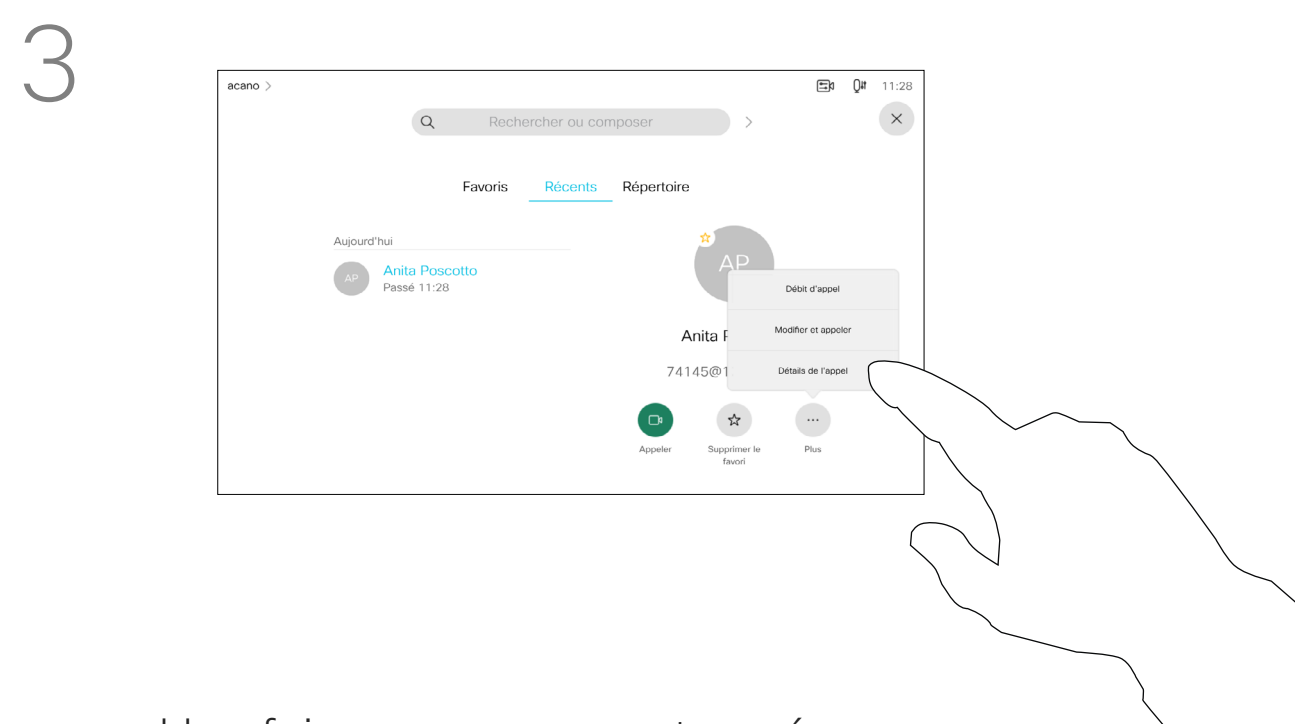 3
acano >
11:28
Rechercher ou composer >
Favoris Récents Répertoire
Aujourd'hui
AP
Anita Poscotto
Passé 11:28
AP
Débit d'appel
Modifier et appeler
Détails de l'appel
Anita
74145@1
Appeler
Supprimer le
favori
Plus